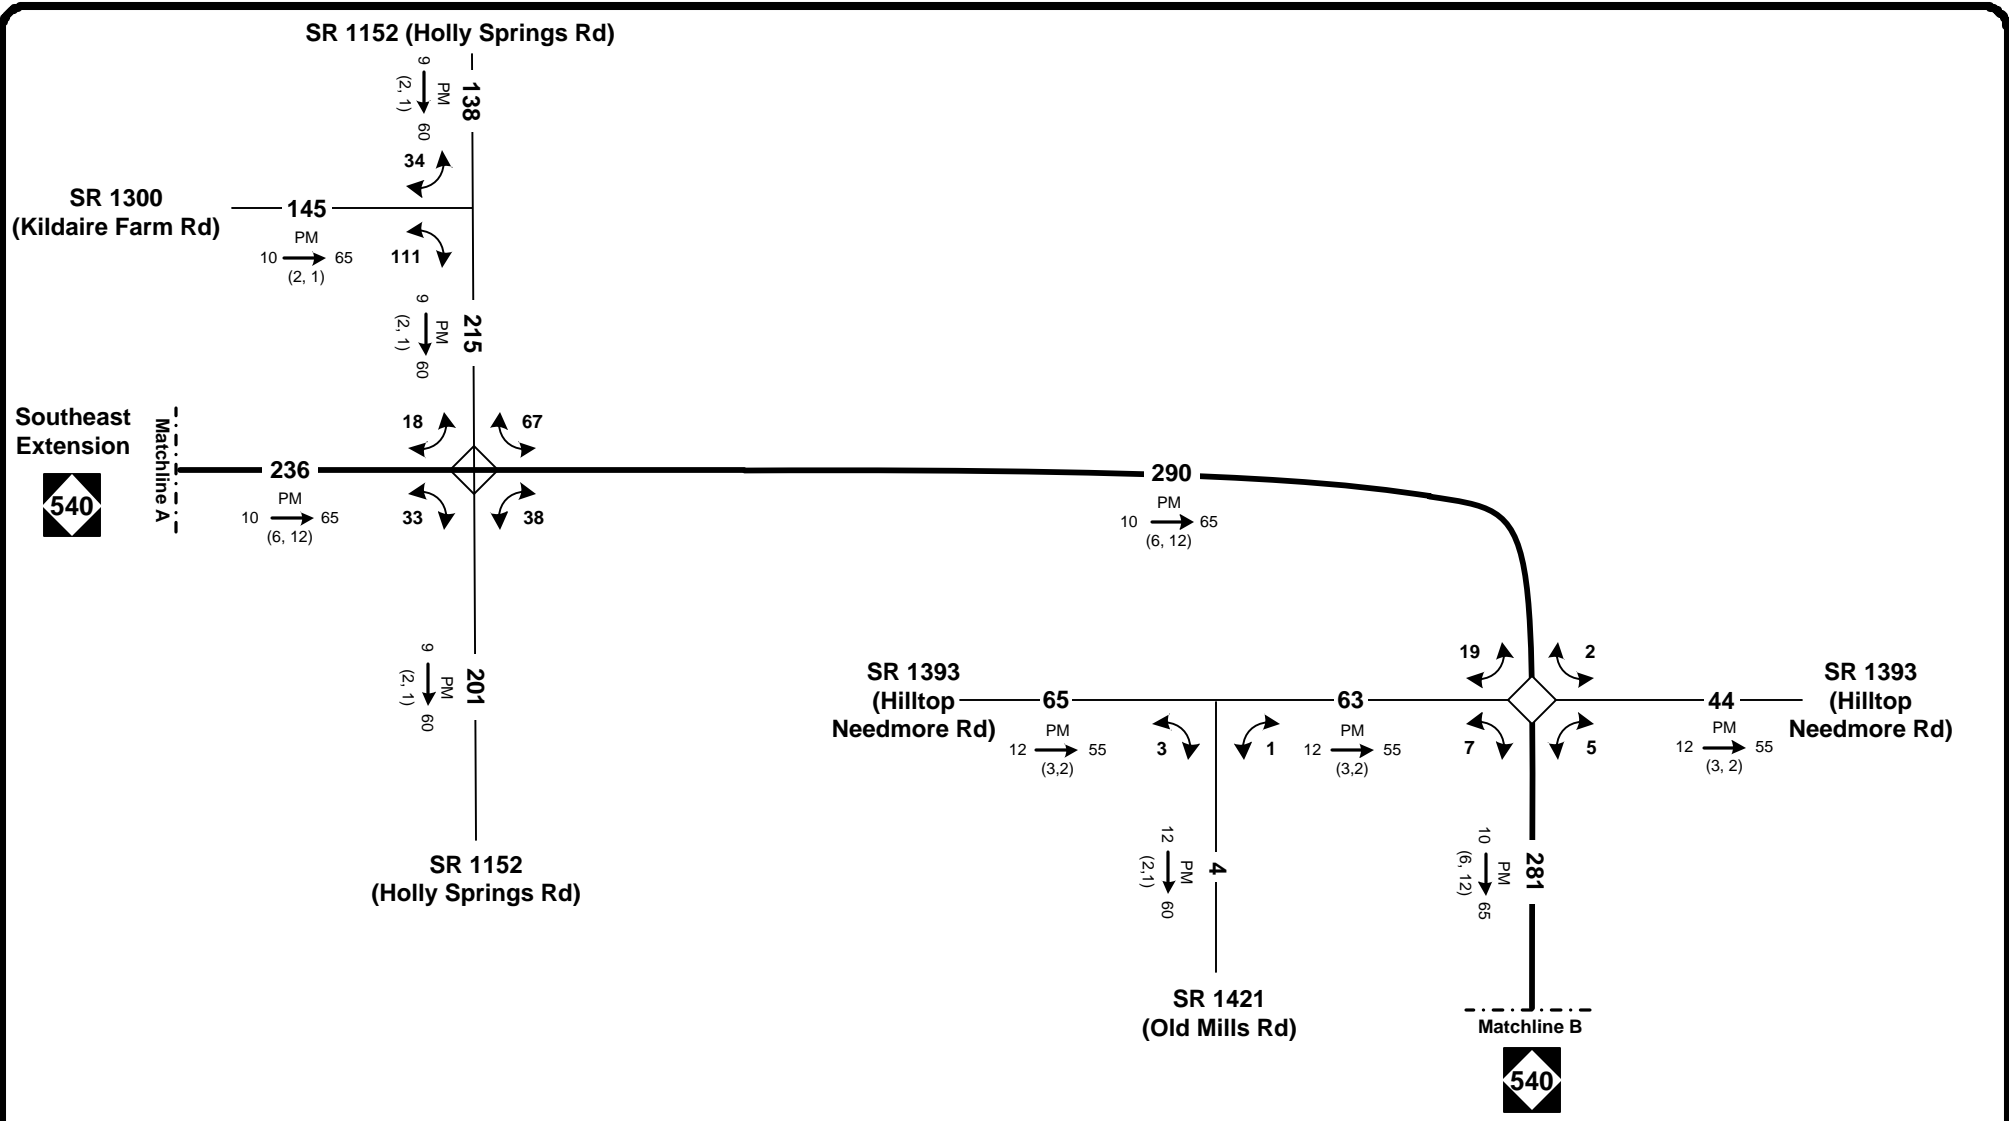 SR 1152 (Holly Springs Rd)
9
(2, 1)
PM
60
138
34
SR 1300
(Kildaire Farm Rd)
145
PM
10
65
(2, 1)
111
9
(2, 1)
PM
60
215
Southeast
Extension
540
Matchline A
236
PM
10
65
(6, 12)
18
67
33
38
290
PM
10
65
(6, 12)
9
(2, 1)
PM
60
201
SR 1152
(Holly Springs Rd)
SR 1393
(Hilltop
Needmore Rd)
65
PM
12
55
(3,2)
3
1
63
PM
12
55
(3,2)
19
2
7
5
44
PM
12
55
(3, 2)
SR 1393
(Hilltop
Needmore Rd)
12
(2,1)
PM
60
4
SR 1421
(Old Mills Rd)
10
(6, 12)
PM
65
281
Matchline B
540